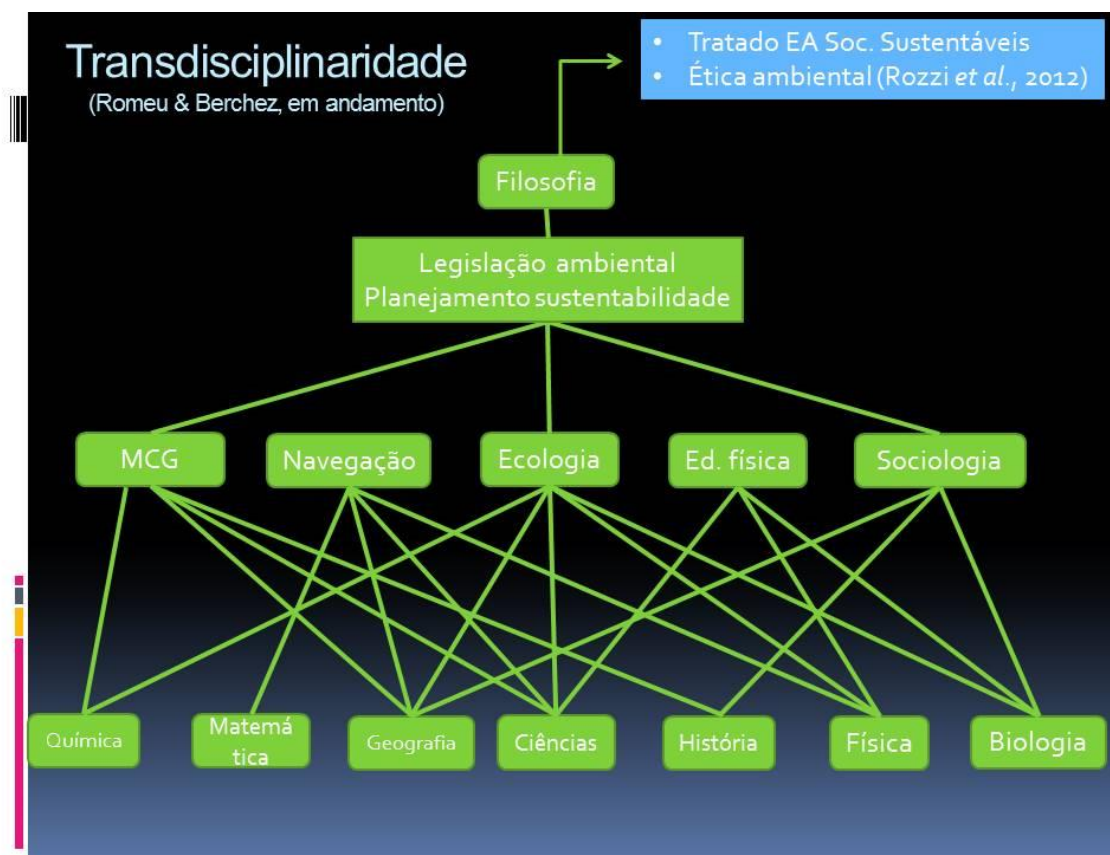 Transdisciplinaridade
(Romeu & Berchez, em andamento)
• Tratado EA Soc. Sustentáveis
• Ética ambiental (Rozzi et al., 2012)
Filosofia
Legislação ambiental
Planejamento sustentabilidade
MCG
Navegação
Ecologia
Ed. física
Sociologia
Química
Matemá
tica
Geografia
Ciências
História
Física
Biologia